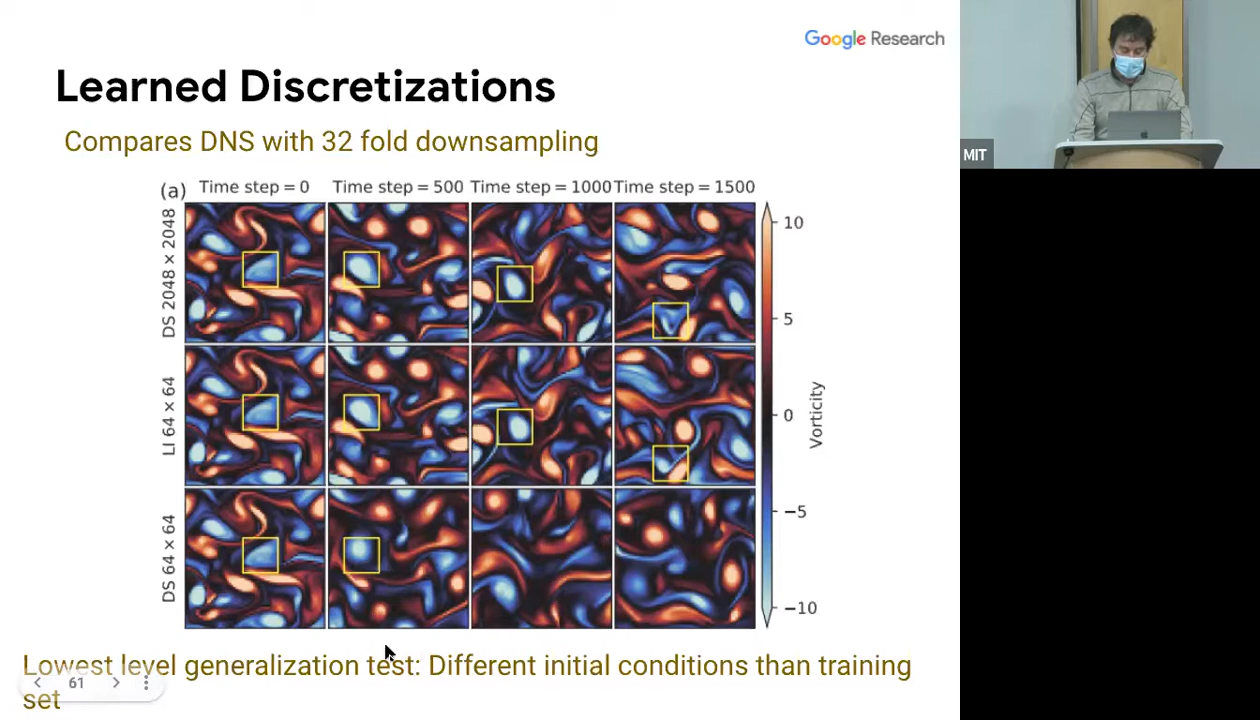 Google Research
Learned Discretizations
Compares DNS with 32 fold downsampling
MIT
(a) Time step = 0 Time step = 500 Time step = 1000 Time step = 1500
DS 2048 × 2048
LI 64 × 64
DS 64 × 64
10
5
0
−5
−10
Vorticity
Lowest level generalization test: Different initial conditions than training
set
61